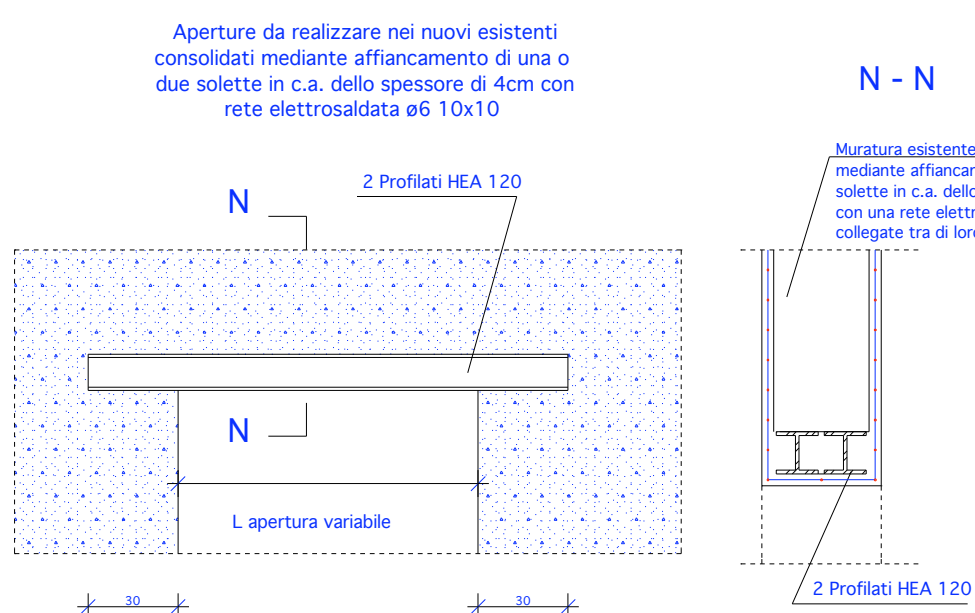 Aperture da realizzare nei nuovi esistenti
consolidati mediante affiancamento di una o
due solette in c.a. dello spessore di 4cm con
rete elettrosaldata ø6 10x10
N - N
Muratura esistente
mediante affiancam
solette in c.a. dello
con una rete elettr
collegate tra di loro
2 Profilati HEA 120
N
N
L apertura variabile
30
30
2 Profilati HEA 120